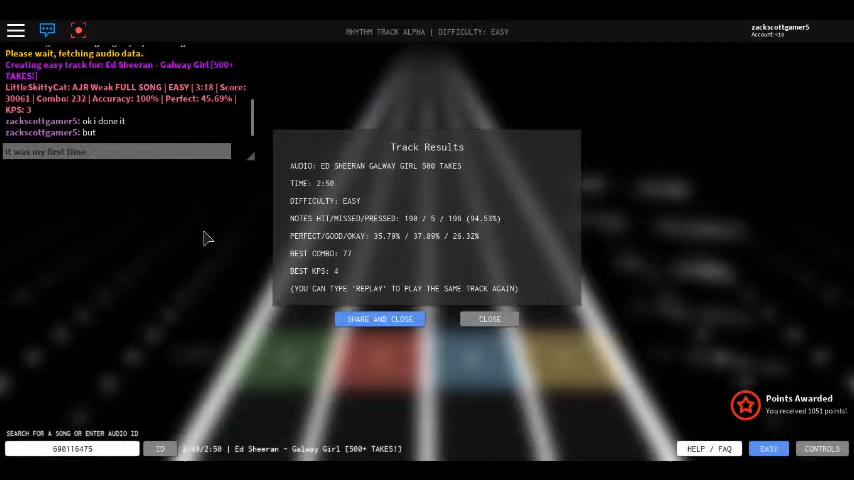 RHYTHM TRACK ALPHA | DIFFICULTY: EASY
zackscottgamer5
Account: <13
Please wait, fetching audio data.
Creating easy track for: Ed Sheeran - Galway Girl [500+
TAKES!]
LittleSkittyCat: AJR Weak FULL SONG | EASY | 3:18 | Score:
30061 | Combo: 232 | Accuracy: 100% | Perfect: 45.69% |
KPS: 3
zackscottgamer5: ok i done it
zackscottgamer5: but
it was my first time
Track Results
AUDIO: ED SHEERAN GALWAY GIRL 500 TAKES
TIME: 2:50
DIFFICULTY: EASY
NOTES HIT/MISSED/PRESSED: 190 / 5 / 196 (94.53%)
PERFECT/GOOD/OKAY: 35.79% / 37.89% / 26.32%
BEST COMBO: 77
BEST KPS: 4
(YOU CAN TYPE 'REPLAY' TO PLAY THE SAME TRACK AGAIN)
SHARE AND CLOSE
CLOSE
Points Awarded
You received 1051 points!
SEARCH FOR A SONG OR ENTER AUDIO ID
690116475
ID
2:49/2:50 | Ed Sheeran - Galway Girl [500+ TAKES!]
HELP / FAQ
EASY
CONTROLS